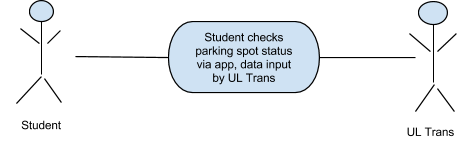 Student checks
parking spot status
via app, data input
by UL Trans
Student
UL Trans